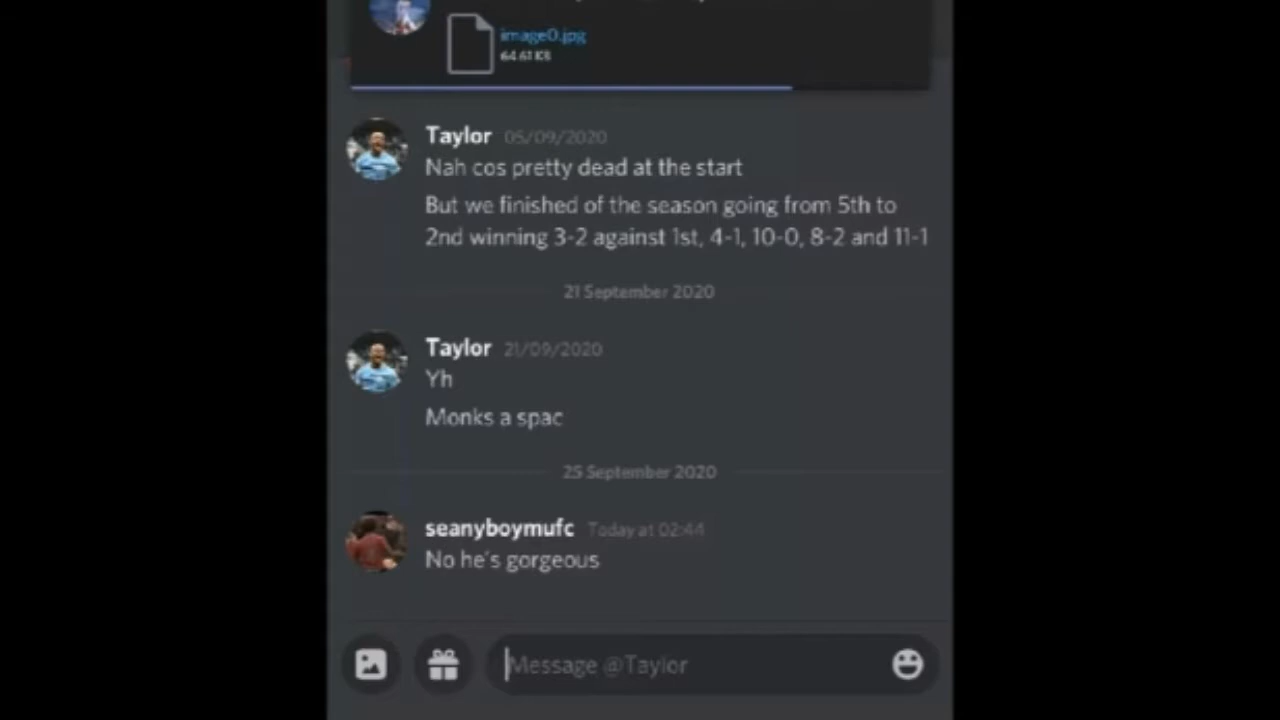 image0.jpg
64.61 KB
Taylor 05/09/2020
Nah cos pretty dead at the start
But we finished of the season going from 5th to
2nd winning 3-2 against 1st, 4-1, 10-0, 8-2 and 11-1
21 September 2020
Taylor 21/09/2020
Yh
Monks a spac
25 September 2020
seanyboymufc Today at 02:44
No he's gorgeous
Message @Taylor